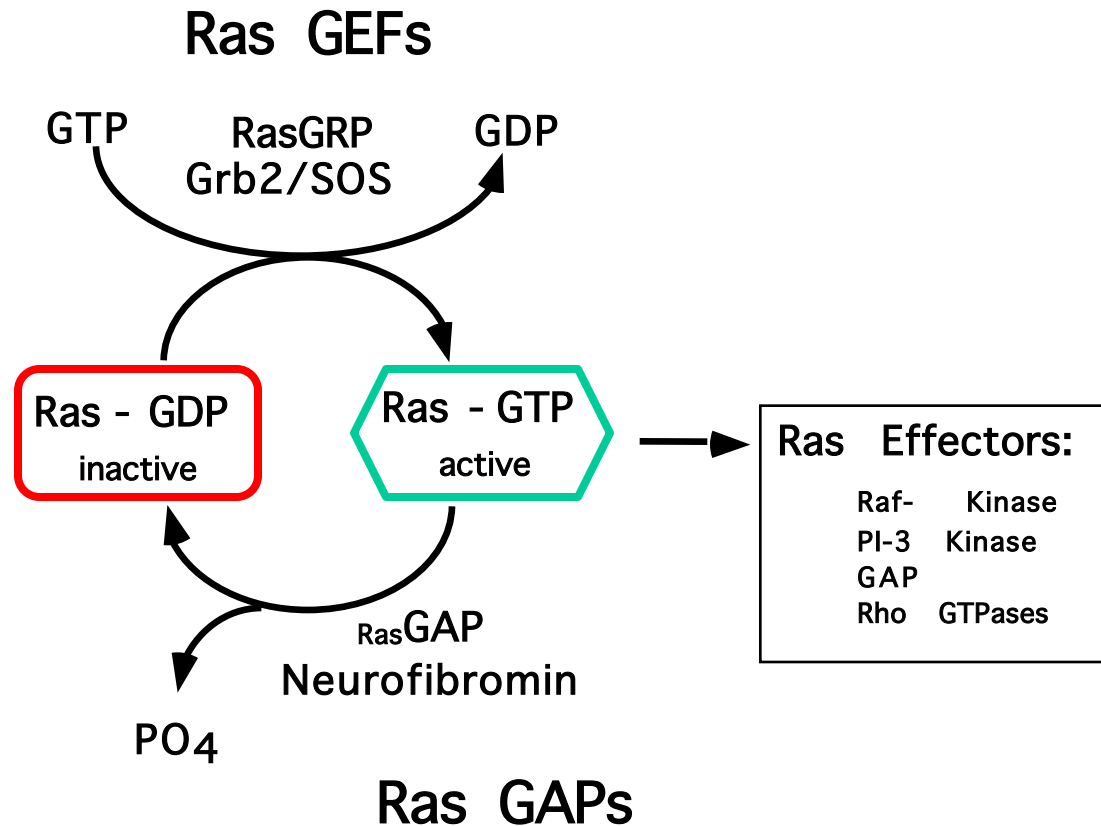 Ras GEFs
GTP
RasGRP
GDP
Grb2/SOS
Ras - GDP
inactive
Ras - GTP
active
Ras Effectors:
Raf- Kinase
PI-3 Kinase
GAP
Rho GTPases
RasGAP
Neurofibromin
PO4
Ras GAPs